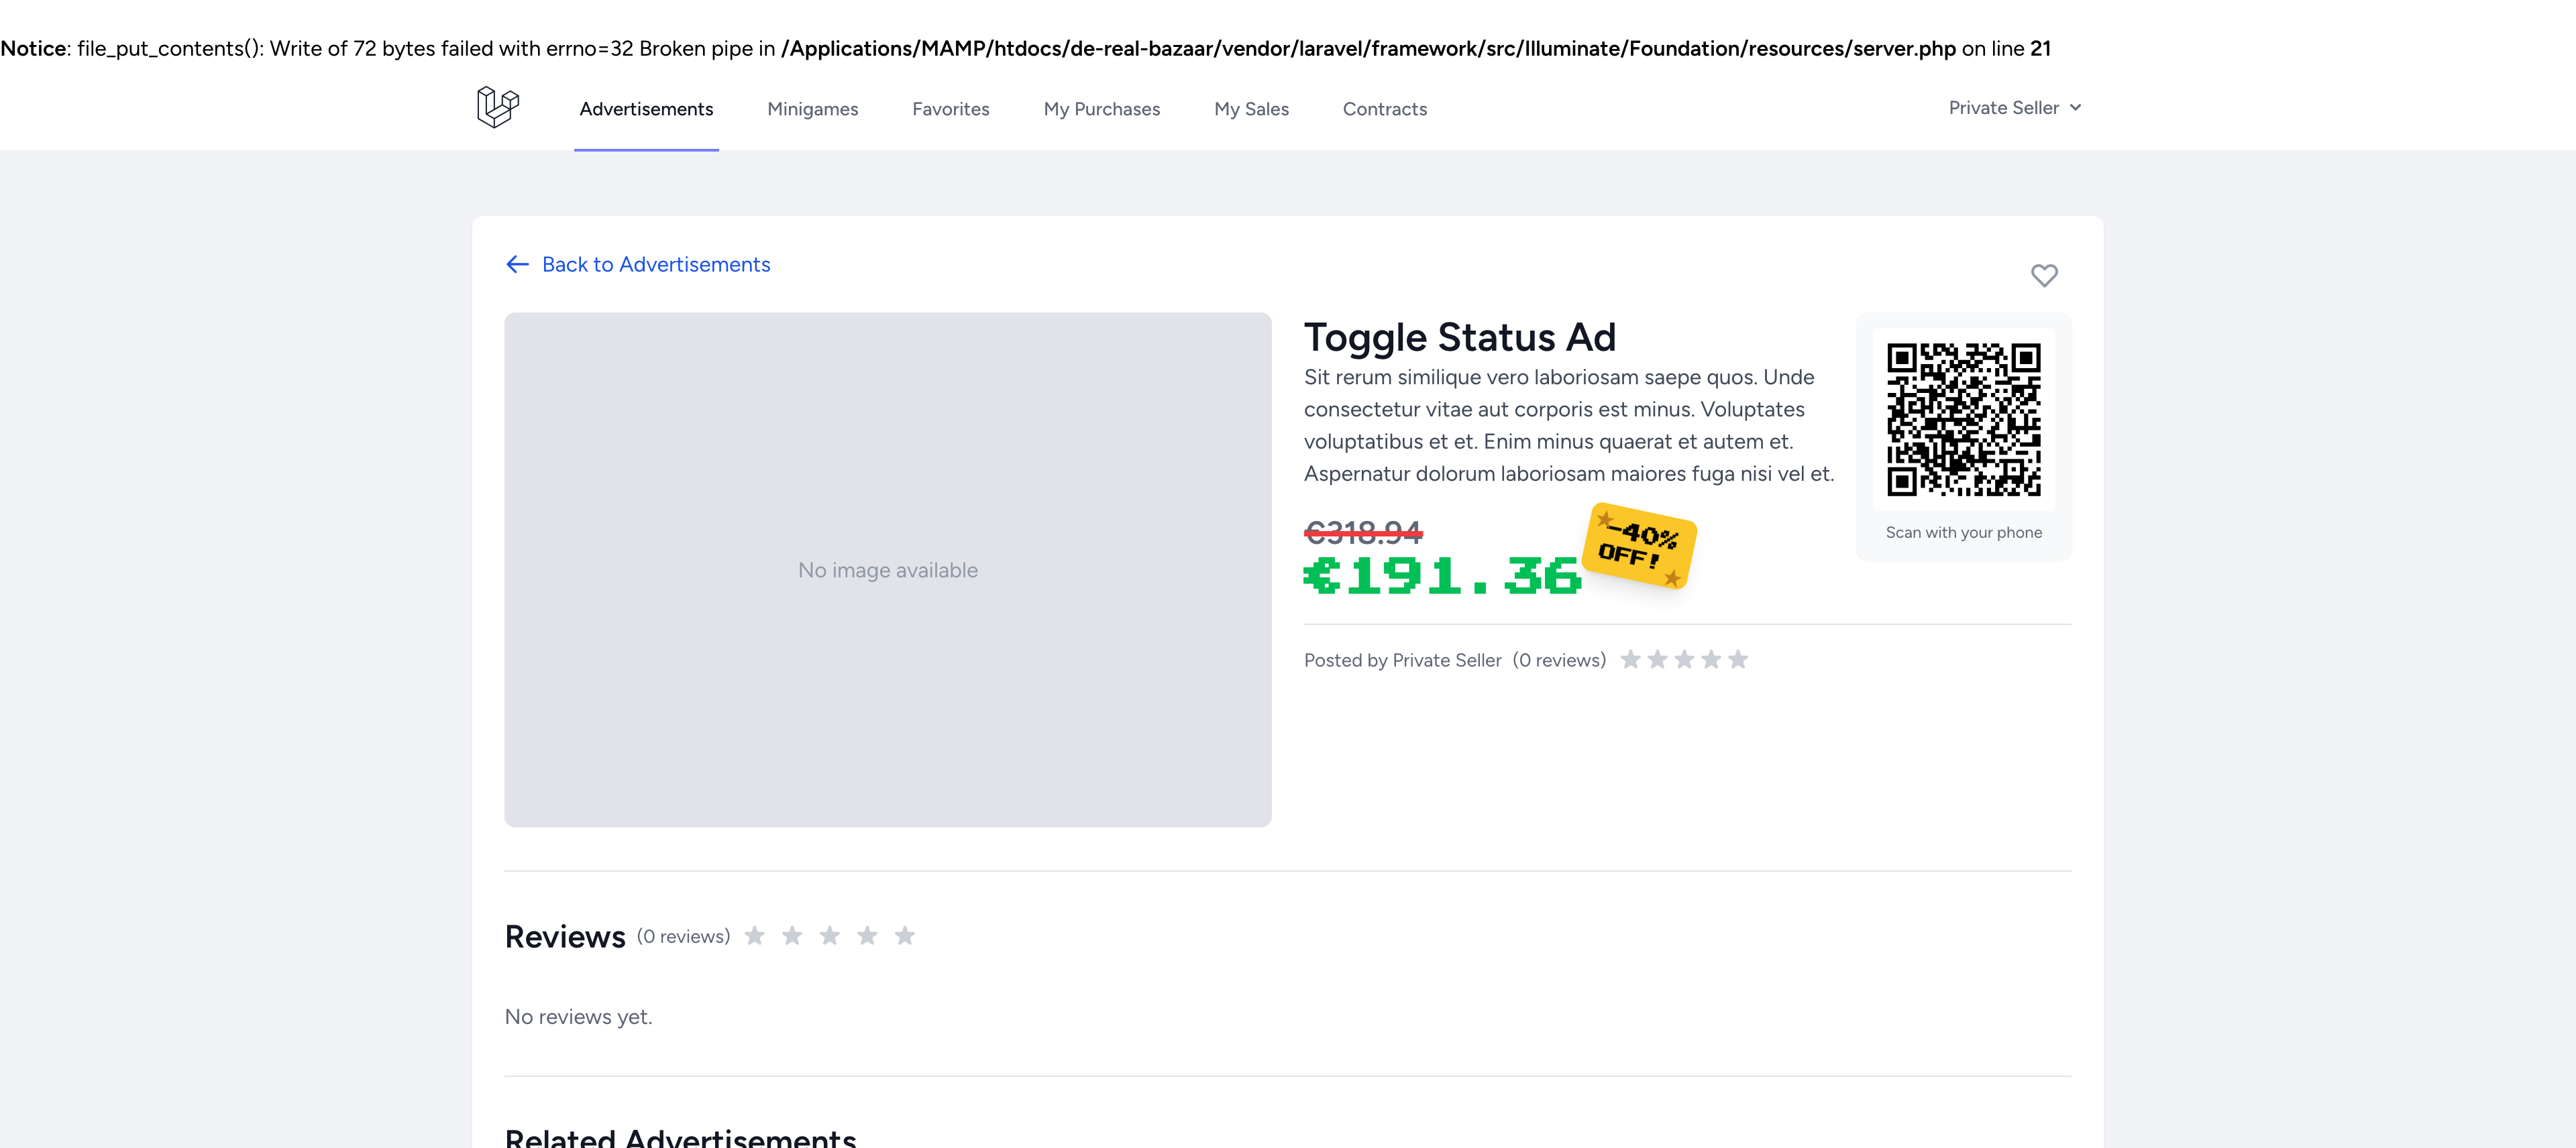 Notice: file_put_contents(): Write of 72 bytes failed with errno=32 Broken pipe in /Applications/MAMP/htdocs/de-real-bazaar/vendor/laravel/framework/src/Illuminate/Foundation/resources/server.php on line 21
Advertisements Minigames Favorites My Purchases My Sales Contracts Private Seller
Back to Advertisements
No image available
Toggle Status Ad
Sit rerum similique vero laboriosam saepe quos. Unde
consectetur vitae aut corporis est minus. Voluptates
voluptatibus et et. Enim minus quaerat et autem et.
Aspernatur dolorum laboriosam maiores fuga nisi vel et.
Scan with your phone
€318.94
€191.36
-40%
OFF!
Posted by Private Seller (0 reviews)
Reviews (0 reviews)
No reviews yet.
Related Advertisements